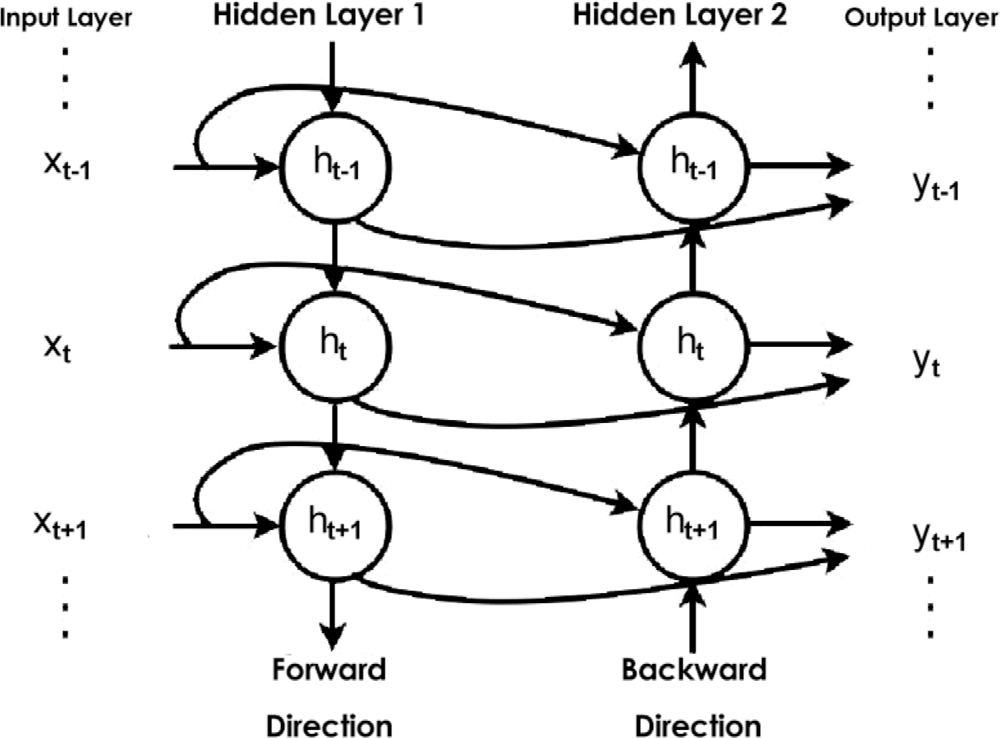 Input Layer Hidden Layer 1 Hidden Layer 2 Output Layer
x_{t-1} h_{t-1} h_{t-1} y_{t-1}
x_t h_t h_t y_t
x_{t+1} h_{t+1} h_{t+1} y_{t+1}
Forward Backward
Direction Direction